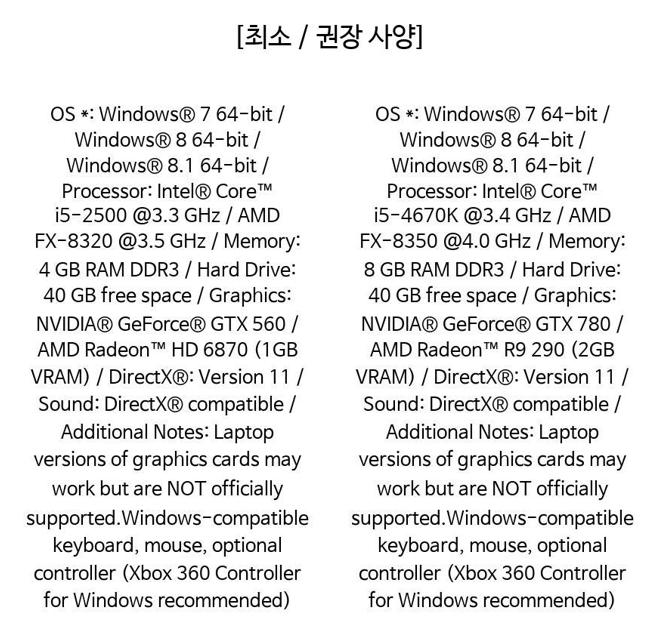 [최소 / 권장 사양]
OS *: Windows® 7 64-bit /
Windows® 8 64-bit /
Windows® 8.1 64-bit /
Processor: Intel® Core™
i5-2500 @3.3 GHz / AMD
FX-8320 @3.5 GHz / Memory:
4 GB RAM DDR3 / Hard Drive:
40 GB free space / Graphics:
NVIDIA® GeForce® GTX 560 /
AMD Radeon™ HD 6870 (1GB
VRAM) / DirectX®: Version 11 /
Sound: DirectX® compatible /
Additional Notes: Laptop
versions of graphics cards may
work but are NOT officially
supported.Windows-compatible
keyboard, mouse, optional
controller (Xbox 360 Controller
for Windows recommended)
OS *: Windows® 7 64-bit /
Windows® 8 64-bit /
Windows® 8.1 64-bit /
Processor: Intel® Core™
i5-4670K @3.4 GHz / AMD
FX-8350 @4.0 GHz / Memory:
8 GB RAM DDR3 / Hard Drive:
40 GB free space / Graphics:
NVIDIA® GeForce® GTX 780 /
AMD Radeon™ R9 290 (2GB
VRAM) / DirectX®: Version 11 /
Sound: DirectX® compatible /
Additional Notes: Laptop
versions of graphics cards may
work but are NOT officially
supported.Windows-compatible
keyboard, mouse, optional
controller (Xbox 360 Controller
for Windows recommended)